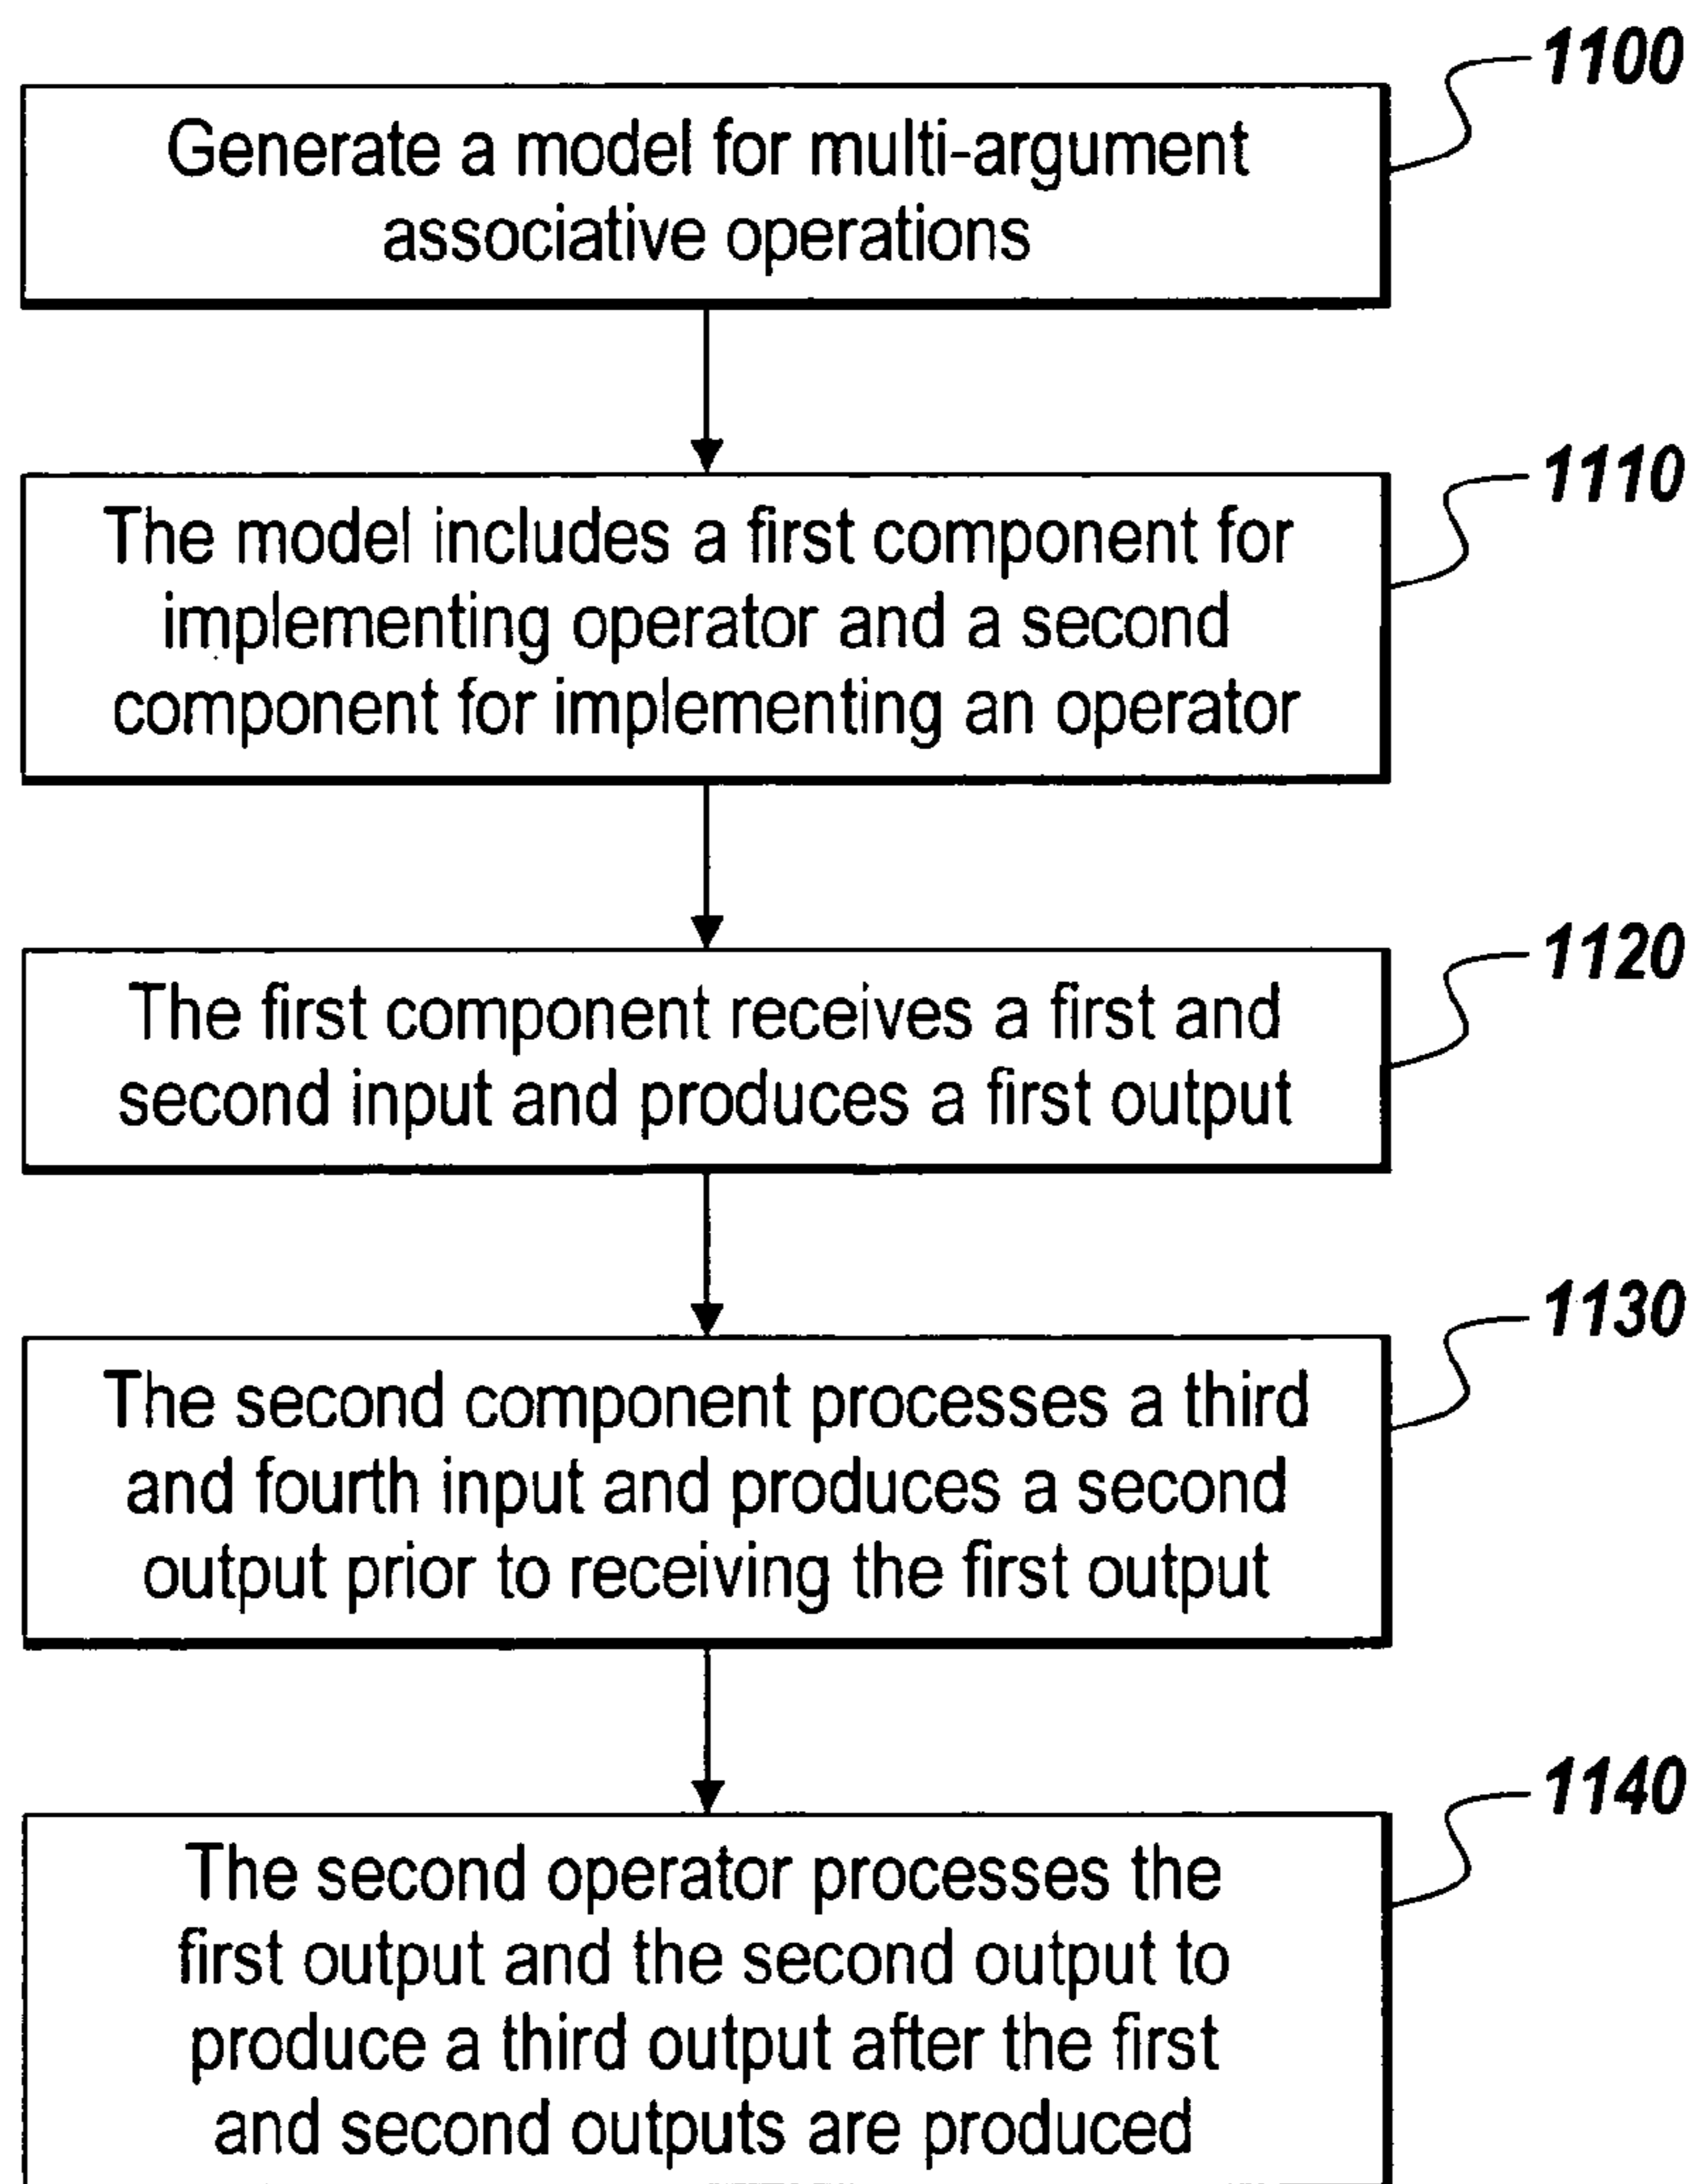 1100
Generate a model for multi-argument
associative operations
1110
The model includes a first component for
implementing operator and a second
component for implementing an operator
1120
The first component receives a first and
second input and produces a first output
1130
The second component processes a third
and fourth input and produces a second
output prior to receiving the first output
1140
The second operator processes the
first output and the second output to
produce a third output after the first
and second outputs are produced